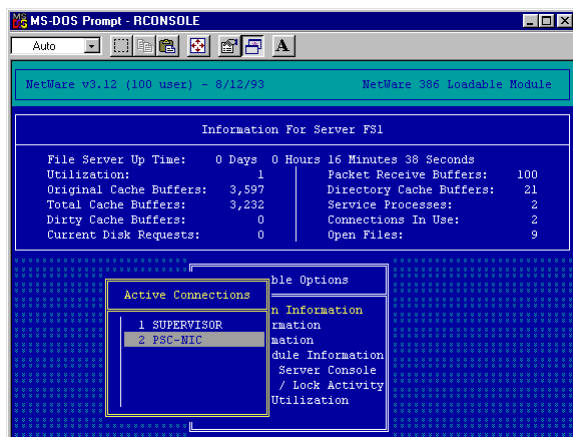 MS-DOS Prompt - RCONSOLE
Auto
A
NetWare v3.12 (100 user) - 8/12/93 NetWare 386 Loadable Module
Information For Server FS1
File Server Up Time: 0 Days 0 Hours 16 Minutes 38 Seconds
Utilization: 1 Packet Receive Buffers: 100
Original Cache Buffers: 3,597 Directory Cache Buffers: 21
Total Cache Buffers: 3,232 Service Processes: 2
Dirty Cache Buffers: 0 Connections In Use: 2
Current Disk Requests: 0 Open Files: 9
ble Options
Active Connections
n Information
1 SUPERVISOR rmation
2 PSC-NIC mation
dule Information
Server Console
/ Lock Activity
Utilization